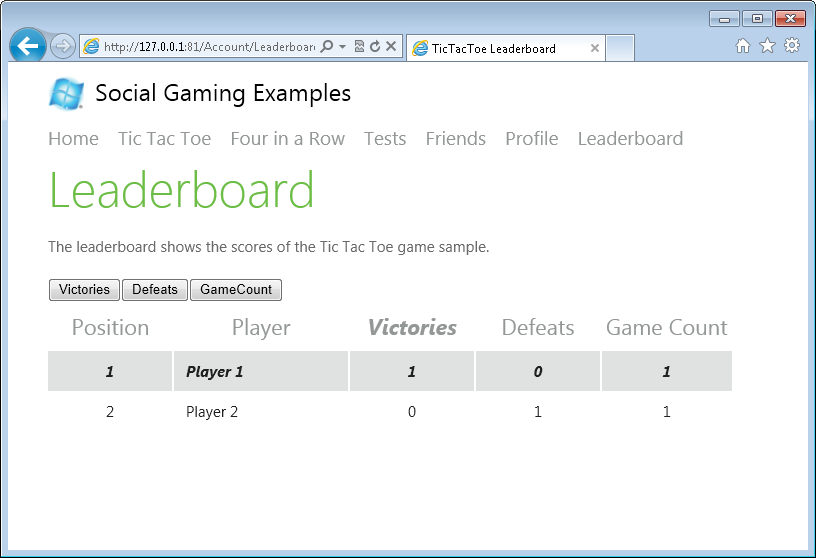 http://127.0.0.1:81/Account/Leaderboar
TicTacToe Leaderboard
Social Gaming Examples
Home Tic Tac Toe Four in a Row Tests Friends Profile Leaderboard
Leaderboard
The leaderboard shows the scores of the Tic Tac Toe game sample.
Victories Defeats GameCount
Position Player Victories Defeats Game Count
1 Player 1 1 0 1
2 Player 2 0 1 1